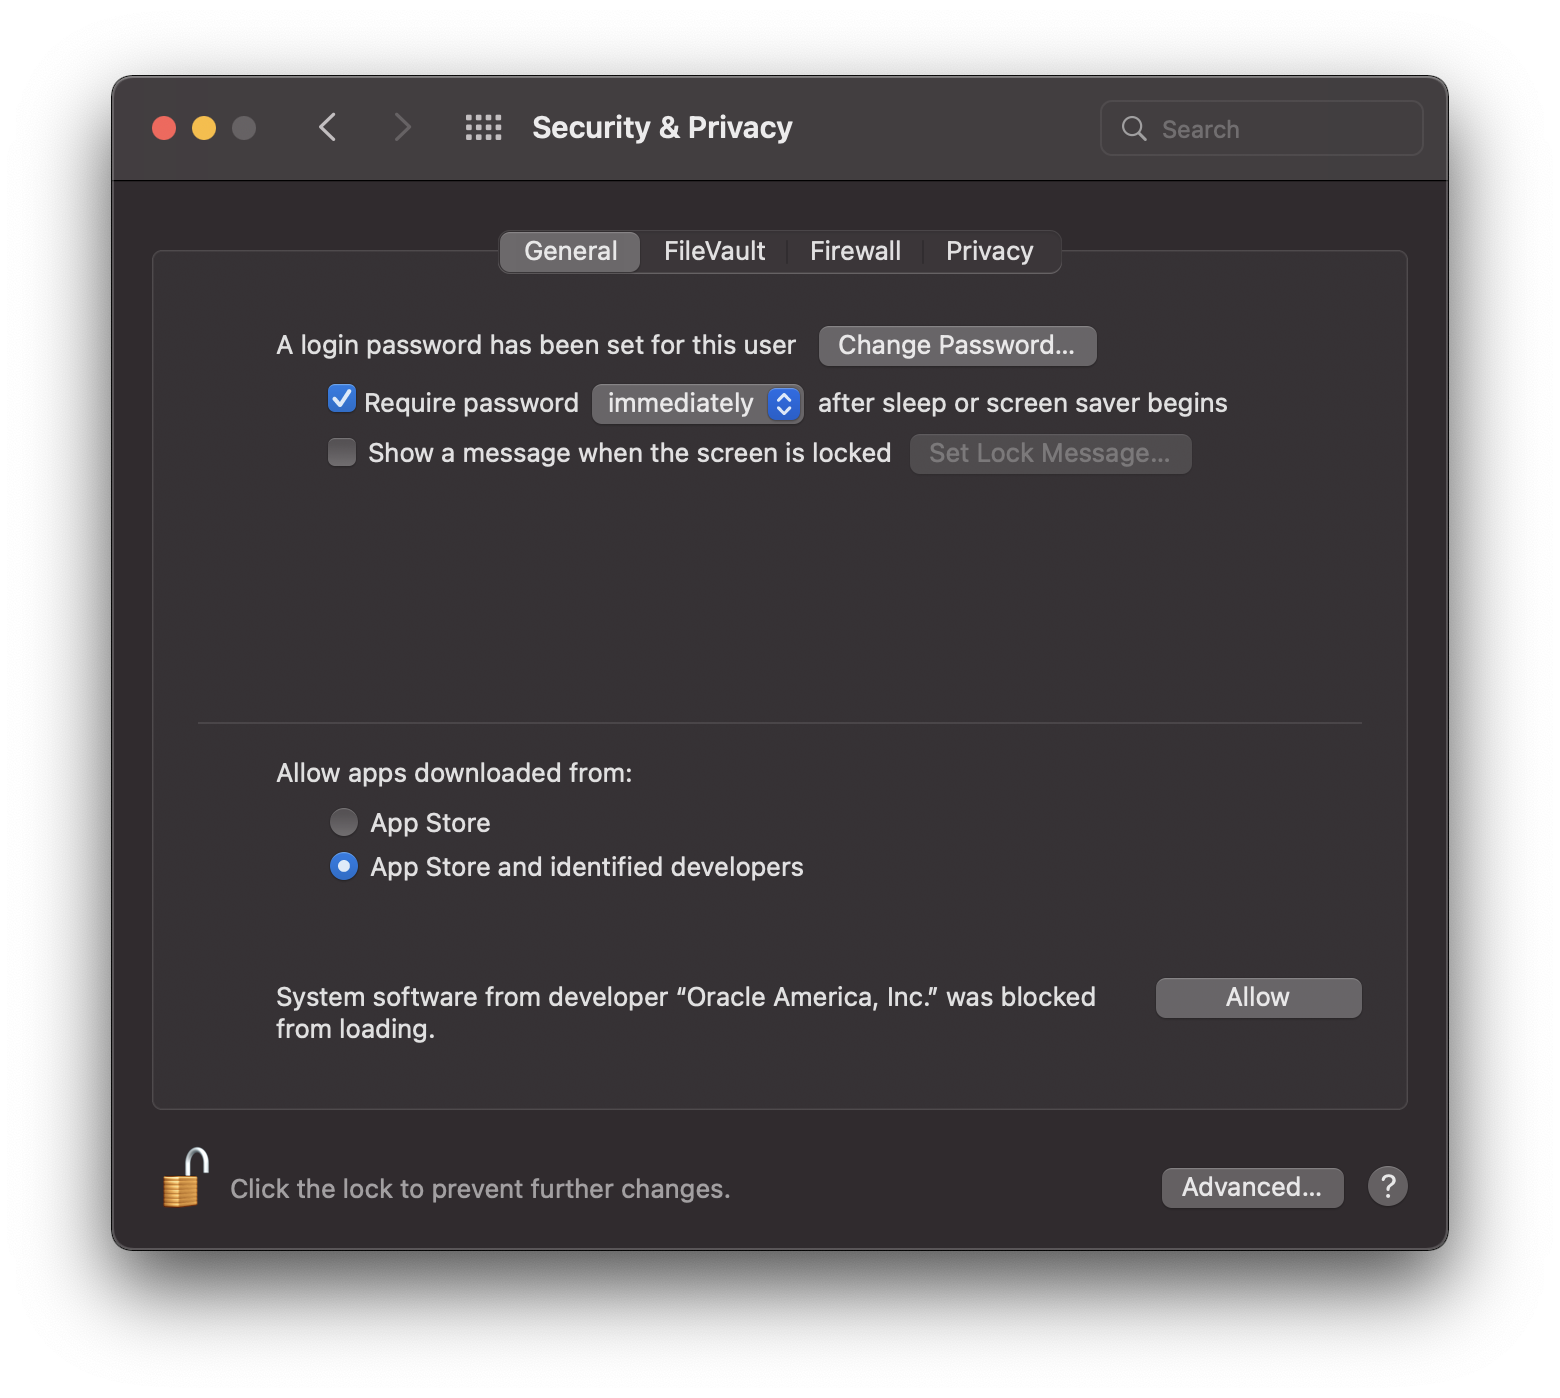 Security & Privacy
Search
General FileVault Firewall Privacy
A login password has been set for this user Change Password...
Require password immediately after sleep or screen saver begins
Show a message when the screen is locked Set Lock Message...
Allow apps downloaded from:
App Store
App Store and identified developers
System software from developer “Oracle America, Inc.” was blocked
from loading.
Allow
Click the lock to prevent further changes.
Advanced...
?